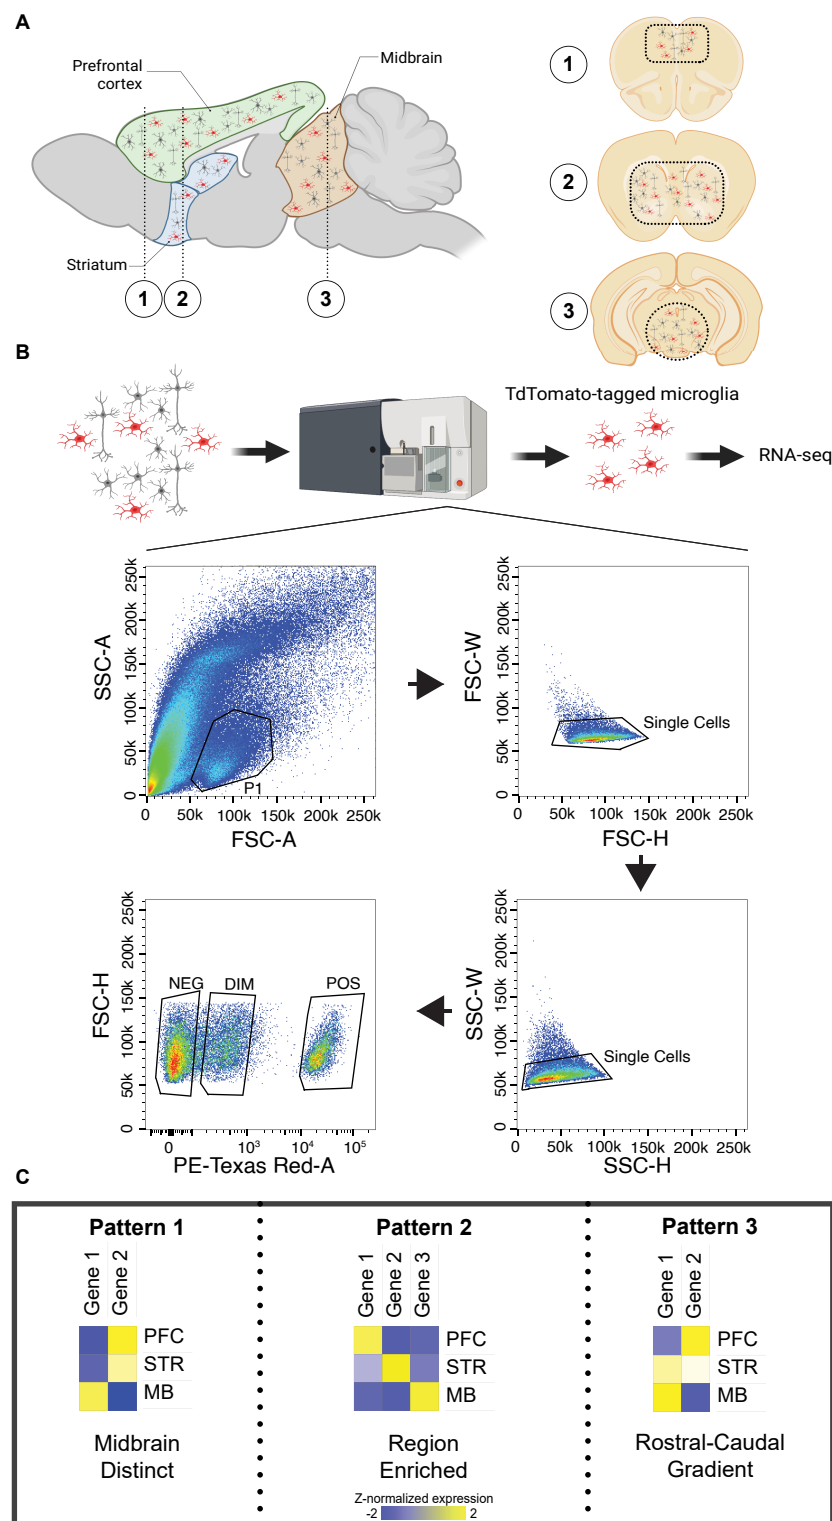 A
Prefrontal
cortex
Midbrain
Striatum
1
2
3
1
2
3
B
TdTomato-tagged microglia
RNA-seq
SSC-A
250k
200k
150k
100k
50k
0
P1
0 50k 100k 150k 200k 250k
FSC-A
FSC-W
250k
200k
150k
100k
50k
0
Single Cells
0 50k 100k 150k 200k 250k
FSC-H
FSC-H
250k
200k
150k
100k
50k
0
NEG DIM POS
0 10³ 10⁴ 10⁵
PE-Texas Red-A
SSC-W
250k
200k
150k
100k
50k
0
Single Cells
0 50k 100k 150k 200k 250k
SSC-H
C
Pattern 1
Gene 1
Gene 2
PFC
STR
MB
Midbrain
Distinct
Pattern 2
Gene 1
Gene 2
Gene 3
PFC
STR
MB
Region
Enriched
Z-normalized expression
-2 2
Pattern 3
Gene 1
Gene 2
PFC
STR
MB
Rostral-Caudal
Gradient